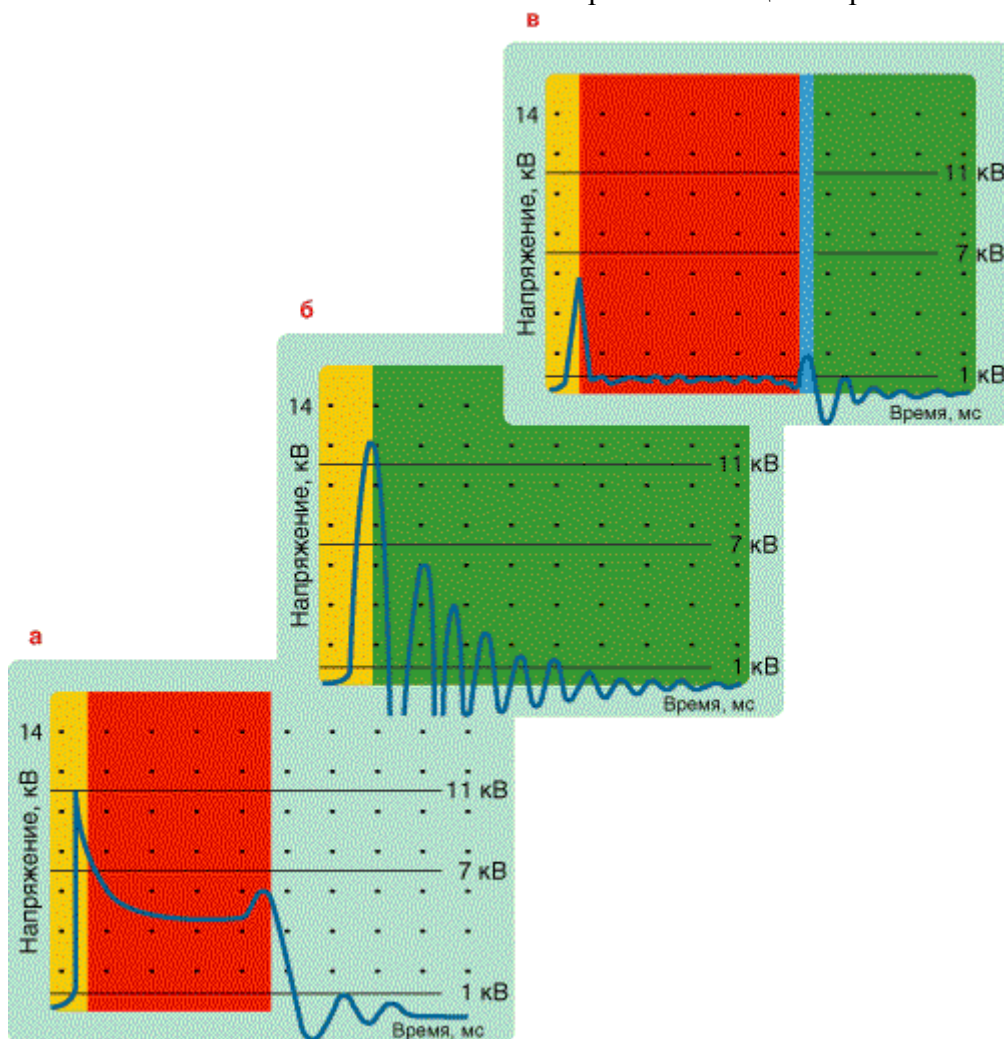 в
14
11 кВ
7 кВ
1 кВ
Напряжение, кВ
Время, мс
б
14
11 кВ
7 кВ
1 кВ
Напряжение, кВ
Время, мс
а
14
11 кВ
7 кВ
1 кВ
Напряжение, кВ
Время, мс